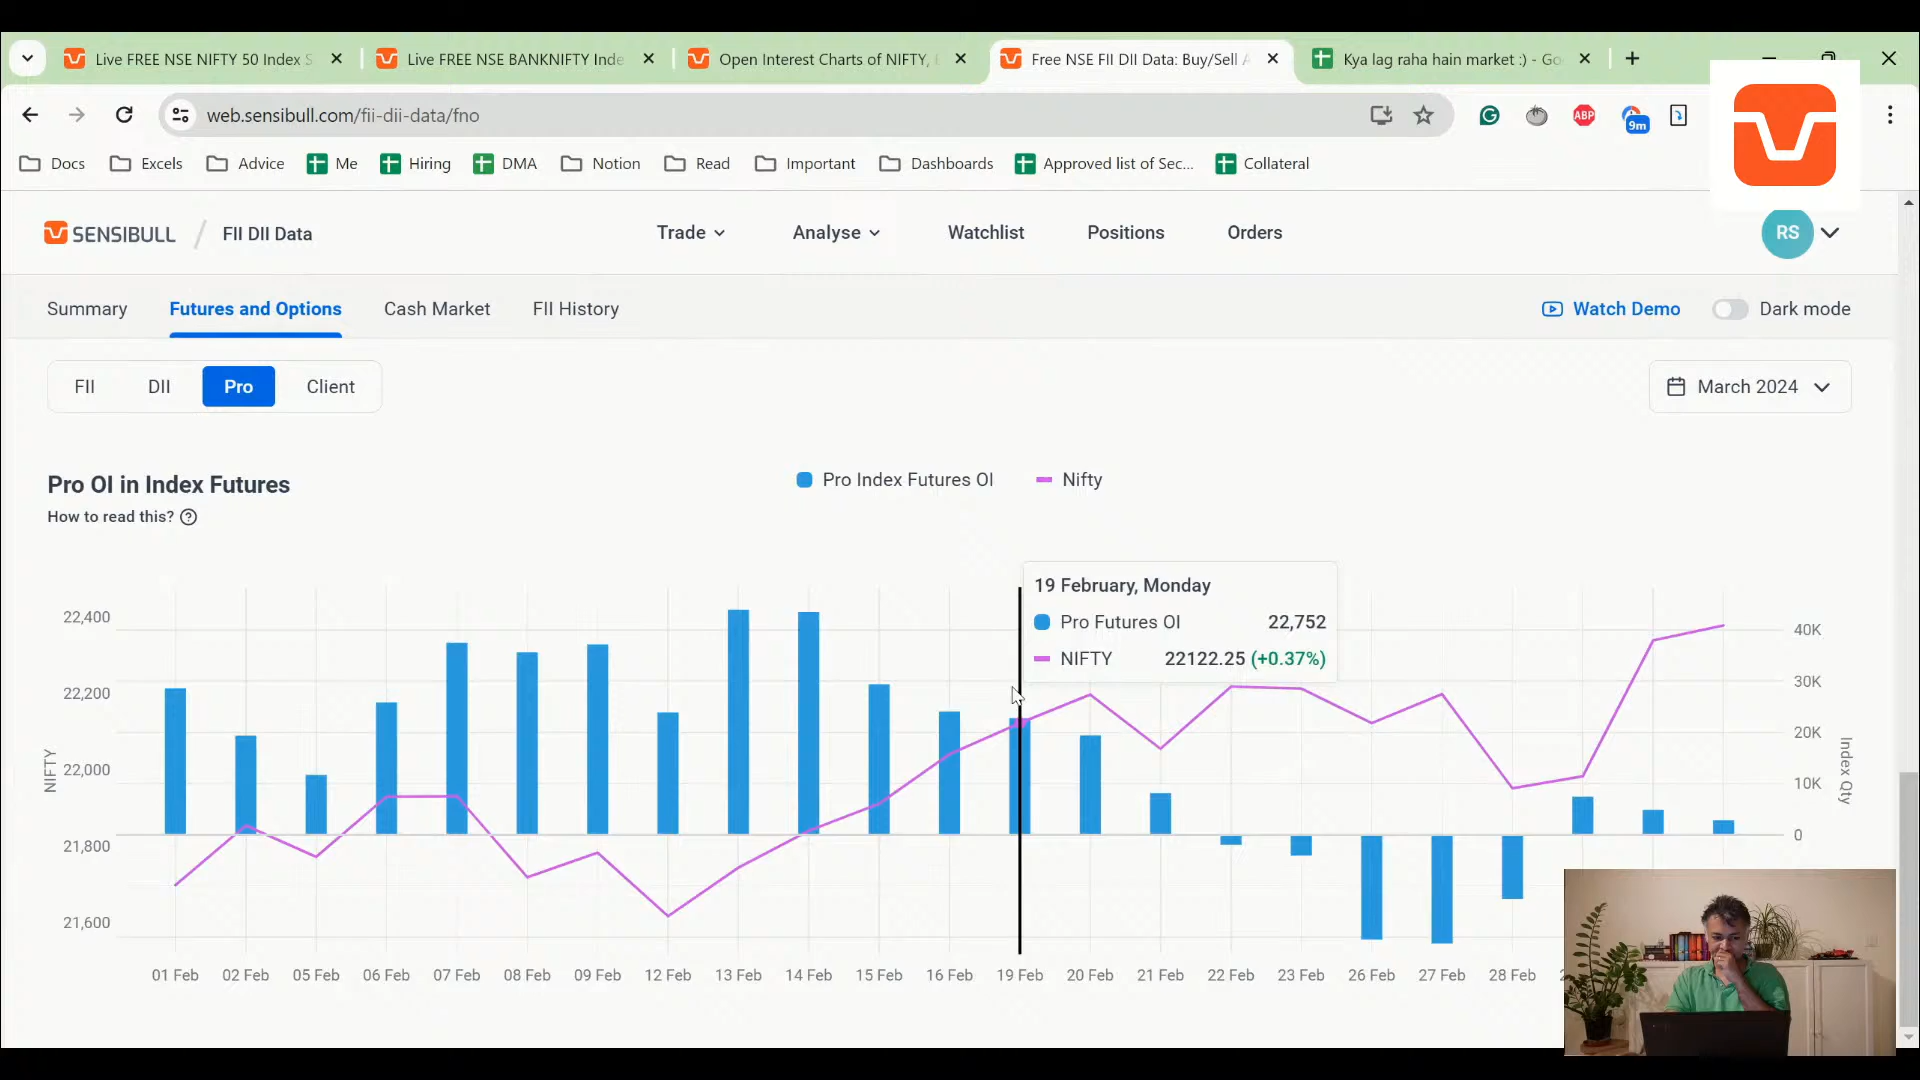 Live FREE NSE NIFTY 50 Index S
Live FREE NSE BANKNIFTY Inde
Open Interest Charts of NIFTY,
Free NSE FII DII Data: Buy/Sell A
Kya lag raha hain market :) - Go
web.sensibull.com/fii-dii-data/fno
ABP
9m
Docs
Excels
Advice
Me
Hiring
DMA
Notion
Read
Important
Dashboards
Approved list of Sec...
Collateral
SENSIBULL / FII DII Data
Trade
Analyse
Watchlist
Positions
Orders
RS
Summary
Futures and Options
Cash Market
FII History
Watch Demo
Dark mode
FII
DII
Pro
Client
March 2024
Pro OI in Index Futures
How to read this?
Pro Index Futures OI
Nifty
19 February, Monday
Pro Futures OI 22,752
NIFTY 22122.25 (+0.37%)
22,400
22,200
22,000
21,800
21,600
NIFTY
40K
30K
20K
10K
0
Index Qty
01 Feb 02 Feb 05 Feb 06 Feb 07 Feb 08 Feb 09 Feb 12 Feb 13 Feb 14 Feb 15 Feb 16 Feb 19 Feb 20 Feb 21 Feb 22 Feb 23 Feb 26 Feb 27 Feb 28 Feb